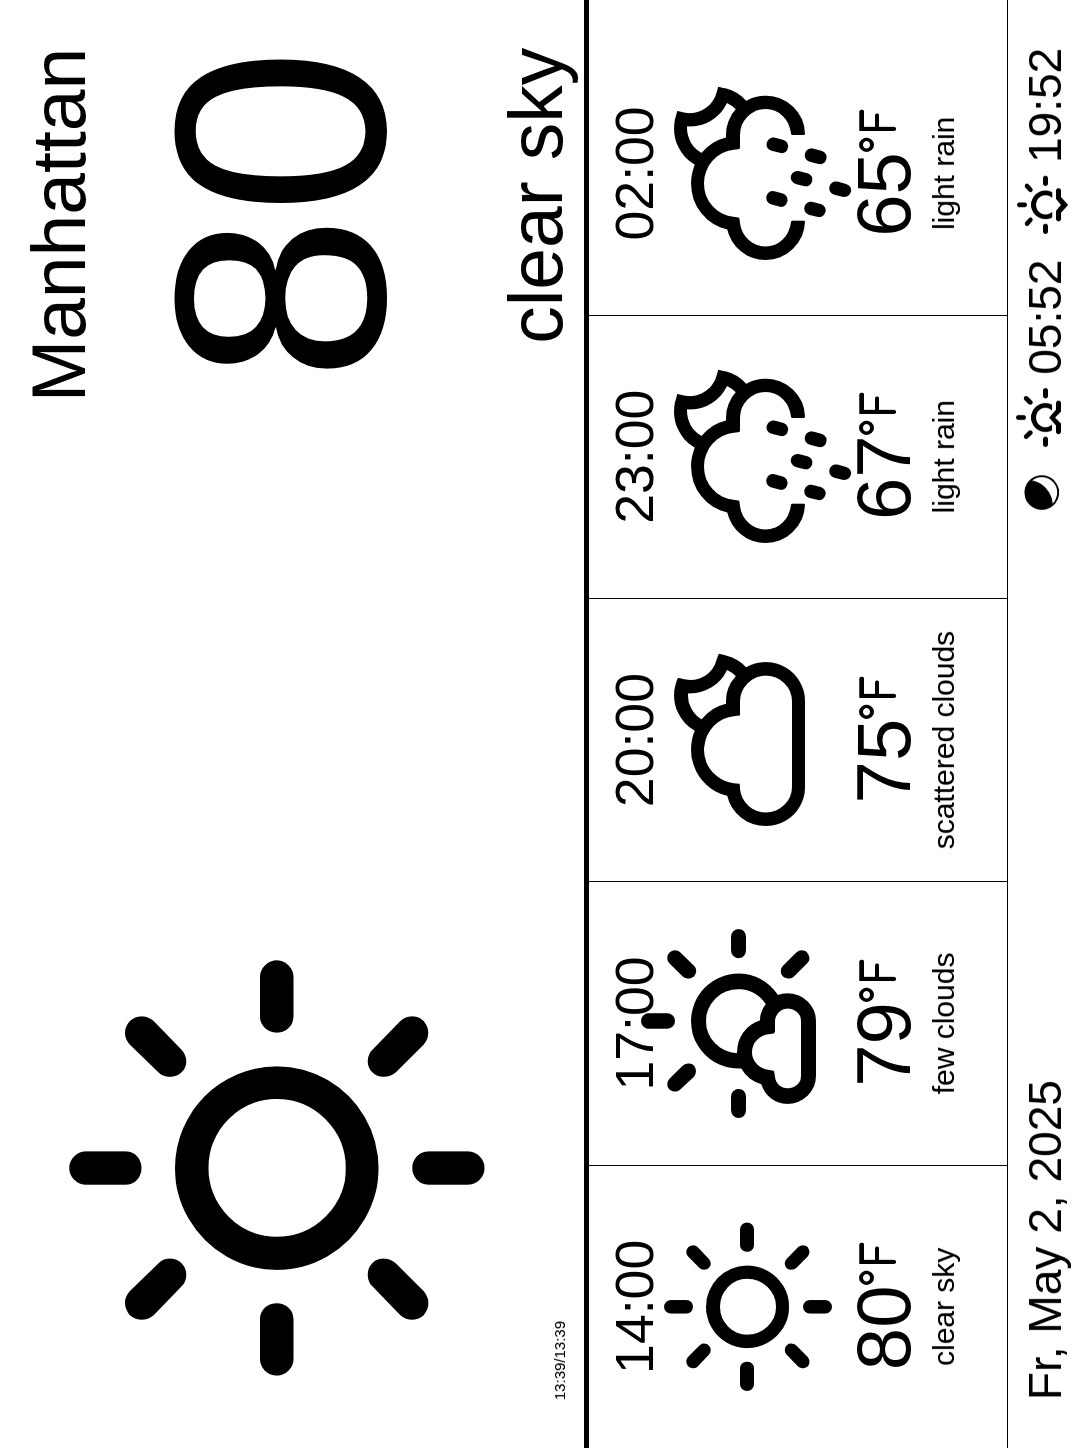 Manhattan
80
clear sky
13:39/13:39
14:00
80°F
clear sky
17:00
79°F
few clouds
20:00
75°F
scattered clouds
23:00
67°F
light rain
02:00
65°F
light rain
Fr, May 2, 2025
05:52
19:52